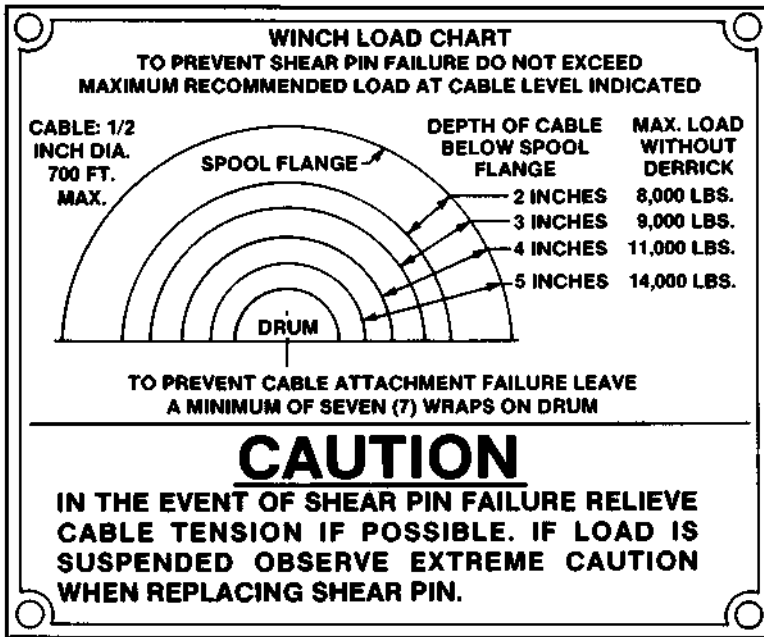 WINCH LOAD CHART
TO PREVENT SHEAR PIN FAILURE DO NOT EXCEED
MAXIMUM RECOMMENDED LOAD AT CABLE LEVEL INDICATED
CABLE: 1/2
INCH DIA.
700 FT.
MAX.
SPOOL FLANGE
DRUM
DEPTH OF CABLE
BELOW SPOOL
FLANGE
MAX. LOAD
WITHOUT
DERRICK
2 INCHES 8,000 LBS.
3 INCHES 9,000 LBS.
4 INCHES 11,000 LBS.
5 INCHES 14,000 LBS.
TO PREVENT CABLE ATTACHMENT FAILURE LEAVE
A MINIMUM OF SEVEN (7) WRAPS ON DRUM
CAUTION
IN THE EVENT OF SHEAR PIN FAILURE RELIEVE
CABLE TENSION IF POSSIBLE. IF LOAD IS
SUSPENDED OBSERVE EXTREME CAUTION
WHEN REPLACING SHEAR PIN.